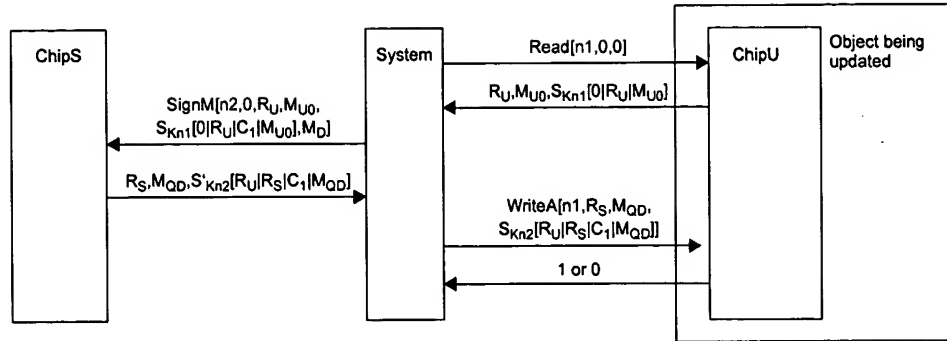 ChipS
System
Read[n1,0,0]
ChipU
Object being
updated
R_U,M_U0,S_Kn1[0|R_U|M_U0]
SignM[n2,0,R_U,M_U0,
S_Kn1[0|R_U|C_1|M_U0],M_D]
R_S,M_QD,S'_Kn2[R_U|R_S|C_1|M_QD]
WriteA[n1,R_S,M_QD,
S_Kn2[R_U|R_S|C_1|M_QD]]
1 or 0